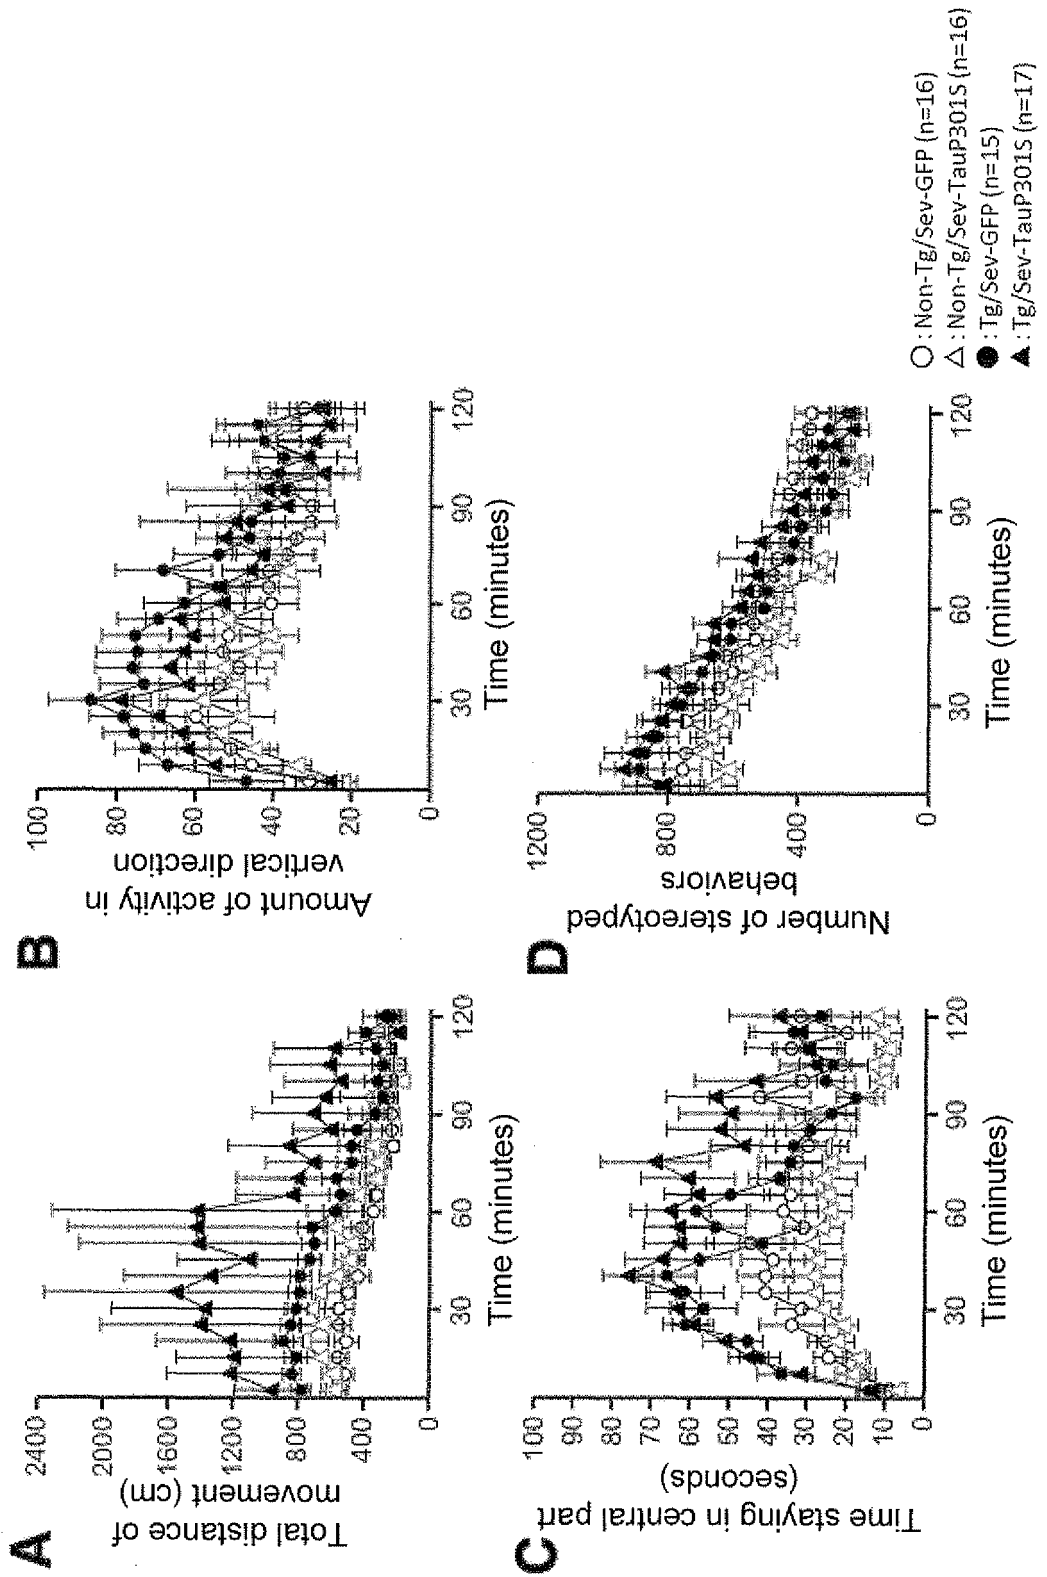 A
Total distance of
movement (cm)
2400
2000
1600
1200
800
400
0
30
60
90
120
Time (minutes)
B
Amount of activity in
vertical direction
100
80
60
40
20
0
30
60
90
120
Time (minutes)
C
Time staying in central part
(seconds)
100
90
80
70
60
50
40
30
20
10
0
30
60
90
120
Time (minutes)
D
Number of stereotyped
behaviors
1200
800
400
0
30
60
90
120
Time (minutes)
○ : Non-Tg/Sev-GFP (n=16)
△ : Non-Tg/Sev-TauP301S (n=16)
● : Tg/Sev-GFP (n=15)
▲ : Tg/Sev-TauP301S (n=17)